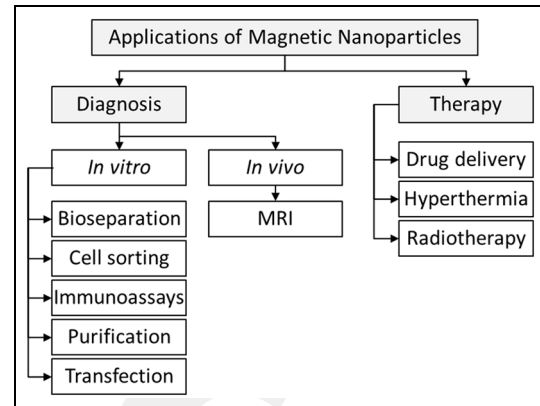 Applications of Magnetic Nanoparticles
Diagnosis
Therapy
In vitro
In vivo
Drug delivery
Bioseparation
MRI
Hyperthermia
Cell sorting
Radiotherapy
Immunoassays
Purification
Transfection